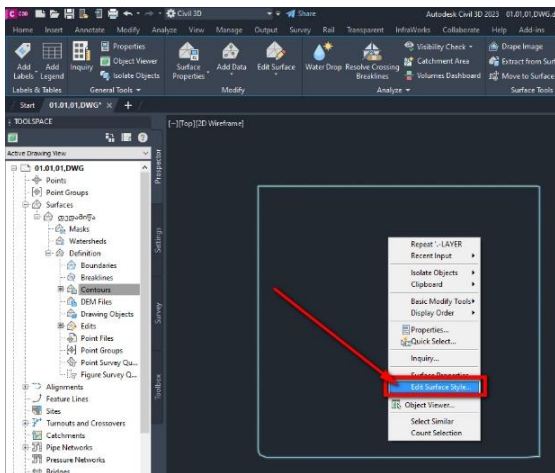 C 3D
Civil 3D
Share
Autodesk Civil 3D 2023 01.01,01.DWG
Home Insert Annotate Modify Analyze View Manage Output Survey Rail Transparent InfraWorks Collaborate Help Add-ins
Add Labels
Add Legend
Inquiry
Properties
Object Viewer
Isolate Objects
Surface Properties
Add Data
Edit Surface
Water Drop
Resolve Crossing Breaklines
Visibility Check
Catchment Area
Volumes Dashboard
Drape Image
Extract from Surf
Move to Surface
Labels & Tables
General Tools
Modify
Analyze
Surface Tools
Start
01.01,01.DWG*
TOOLSPACE
[−][Top][2D Wireframe]
Active Drawing View
01.01,01,DWG
Points
Point Groups
Surfaces
Masks
Watersheds
Definition
Boundaries
Breaklines
Contours
DEM Files
Drawing Objects
Edits
Point Files
Point Groups
Point Survey Qu...
Figure Survey Q...
Alignments
Feature Lines
Sites
Turnouts and Crossovers
Catchments
Pipe Networks
Pressure Networks
Bridges
Prospector
Settings
Survey
Toolbox
Repeat '.-LAYER
Recent Input
Isolate Objects
Clipboard
Basic Modify Tools
Display Order
Properties...
Quick Select...
Inquiry...
Surface Properties...
Edit Surface Style...
Object Viewer...
Select Similar
Count Selection